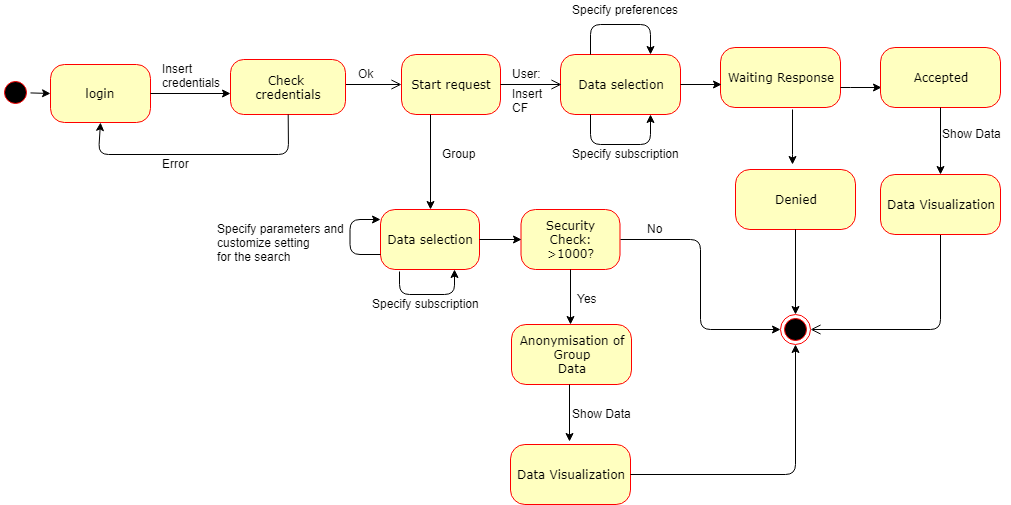 Specify preferences
login
Insert
credentials
Check
credentials
Ok
Start request
User:
Insert
CF
Data selection
Waiting Response
Accepted
Error
Group
Specify subscription
Show Data
Denied
Data Visualization
Specify parameters and
customize setting
for the search
Data selection
Security
Check:
>1000?
No
Specify subscription
Yes
Anonymisation of
Group
Data
Show Data
Data Visualization